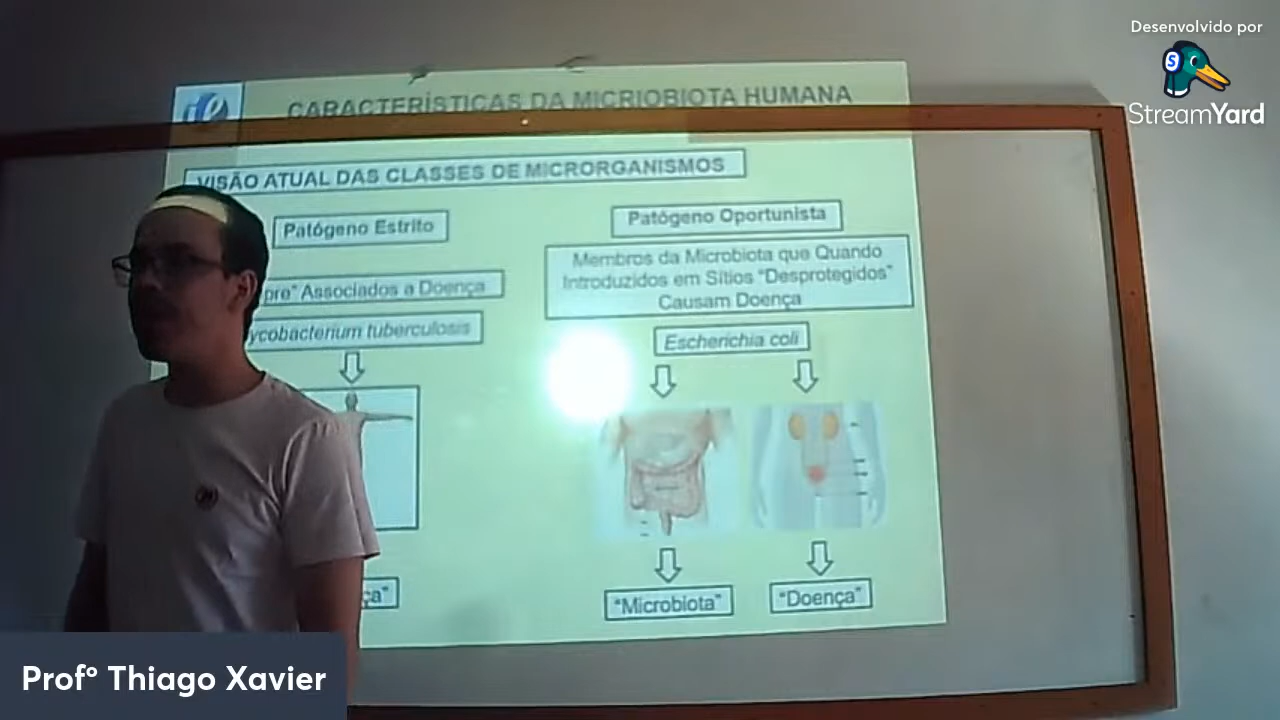 Desenvolvido por
StreamYard
CARACTERÍSTICAS DA MICRIOBIOTA HUMANA
VISÃO ATUAL DAS CLASSES DE MICRORGANISMOS
Patógeno Estrito
Patógeno Oportunista
Membros da Microbiota que Quando
Introduzidos em Sítios "Desprotegidos"
Causam Doença
pre" Associados a Doença
ycobacterium tuberculosis
Escherichia coli
ça"
"Microbiota"
"Doença"
Profº Thiago Xavier